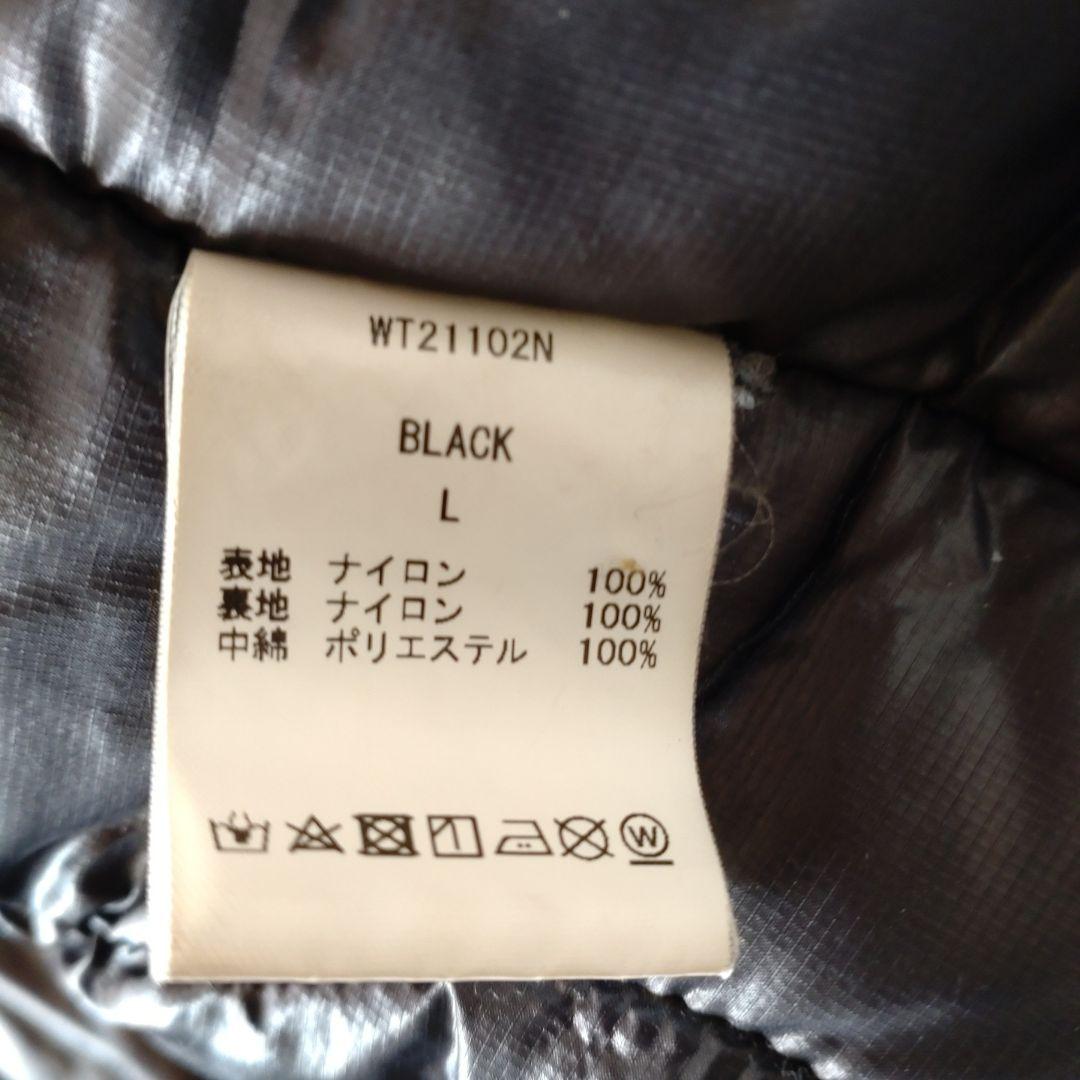 WT21102N
BLACK
L
表地 ナイロン 100%
裏地 ナイロン 100%
中綿 ポリエステル 100%
W